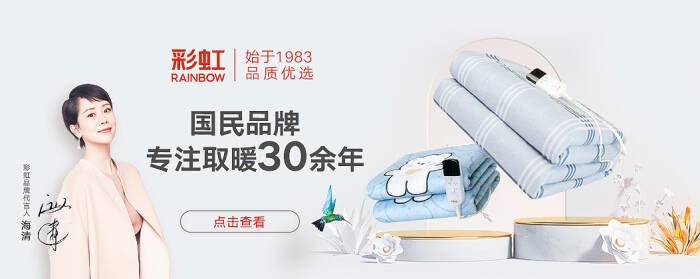 彩虹
RAINBOW
始于1983
品质优选
国民品牌
专注取暖30余年
点击查看
彩虹品牌代言人 海清